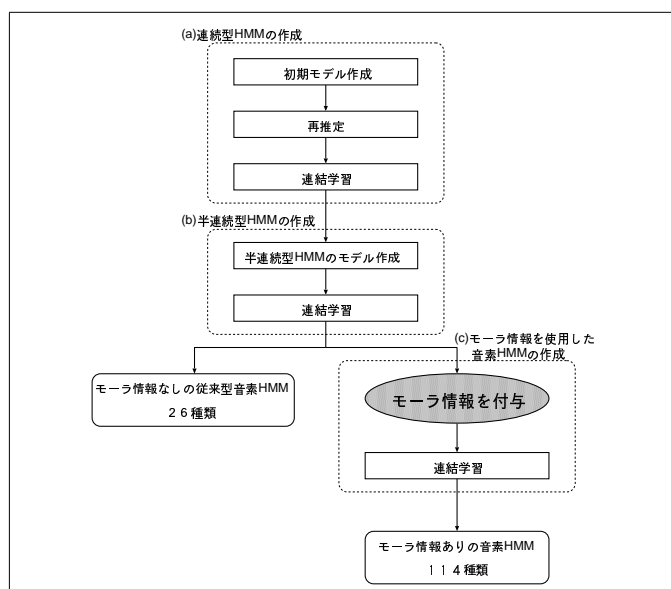 (a)連続型HMMの作成
初期モデル作成
再推定
連結学習
(b)半連続型HMMの作成
半連続型HMMのモデル作成
連結学習
(c)モーラ情報を使用した
音素HMMの作成
モーラ情報なしの従来型音素HMM
２６種類
モーラ情報を付与
連結学習
モーラ情報ありの音素HMM
１１４種類